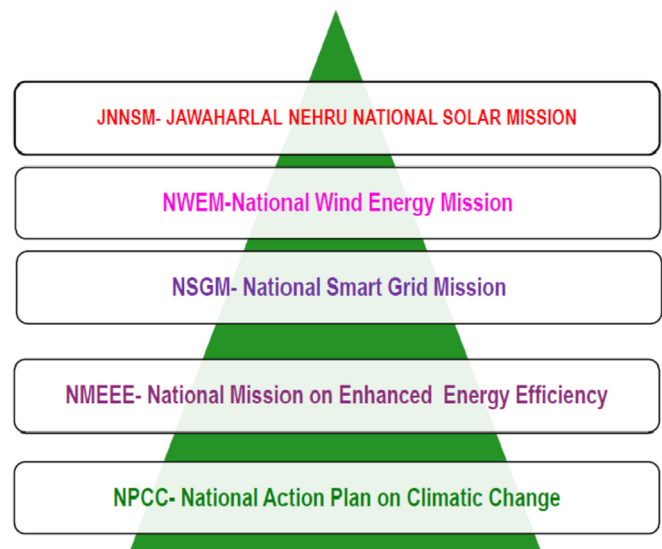 JNNSM- JAWAHARLAL NEHRU NATIONAL SOLAR MISSION
NWEM-National Wind Energy Mission
NSGM- National Smart Grid Mission
NMEEE- National Mission on Enhanced Energy Efficiency
NPCC- National Action Plan on Climatic Change